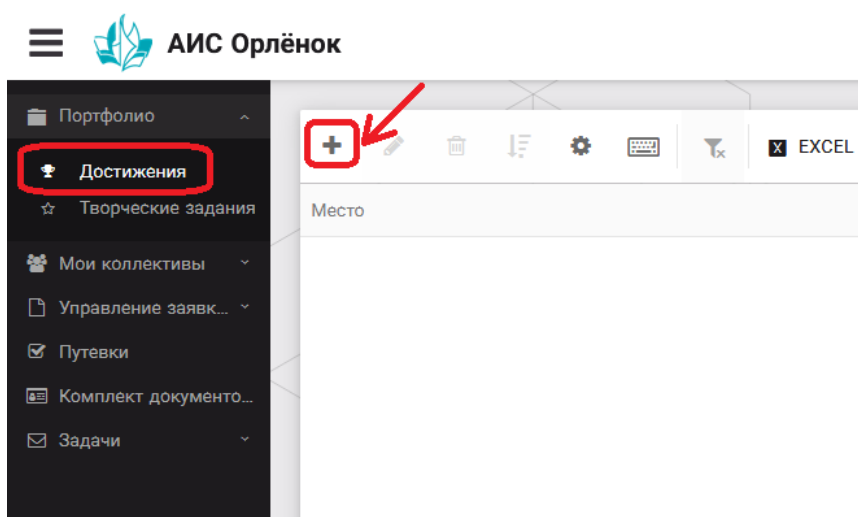 АИС Орлёнок
Портфолио
Достижения
Творческие задания
Мои коллективы
Управление заявк...
Путевки
Комплект документо...
Задачи
X EXCEL
Место